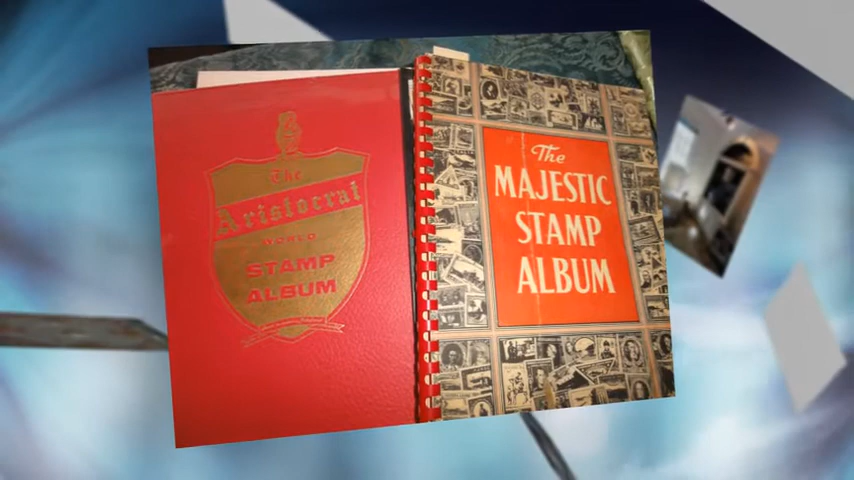 The
Aristocrat
WORLD
STAMP
ALBUM
The
MAJESTIC
STAMP
ALBUM